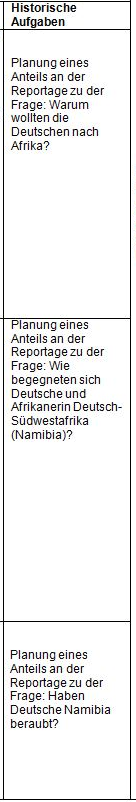 Historische
Aufgaben
Planung eines
Anteils an der
Reportage zu der
Frage: Warum
wollten die
Deutschen nach
Afrika?
Planung eines
Anteils an der
Reportage zu der
Frage: Wie
begegneten sich
Deutsche und
Afrikanerin Deutsch-
Südwestafrika
(Namibia)?
Planung eines
Anteils an der
Reportage zu der
Frage: Haben
Deutsche Namibia
beraubt?